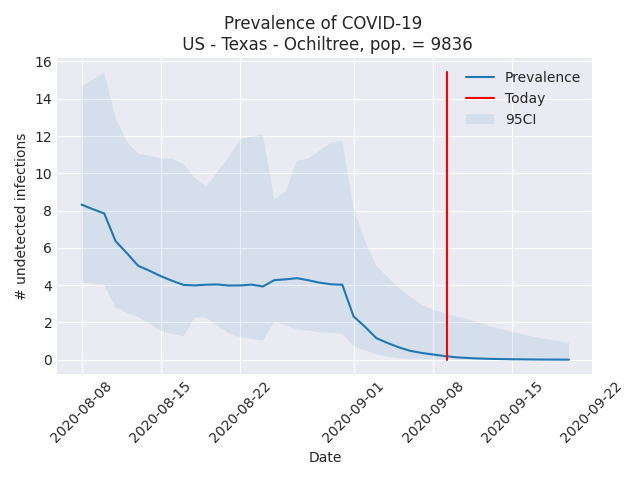 Prevalence of COVID-19
US - Texas - Ochiltree, pop. = 9836
# undetected infections
16
14
12
10
8
6
4
2
0
Prevalence
Today
95CI
2020-08-08
2020-08-15
2020-08-22
2020-09-01
2020-09-08
2020-09-15
2020-09-22
Date